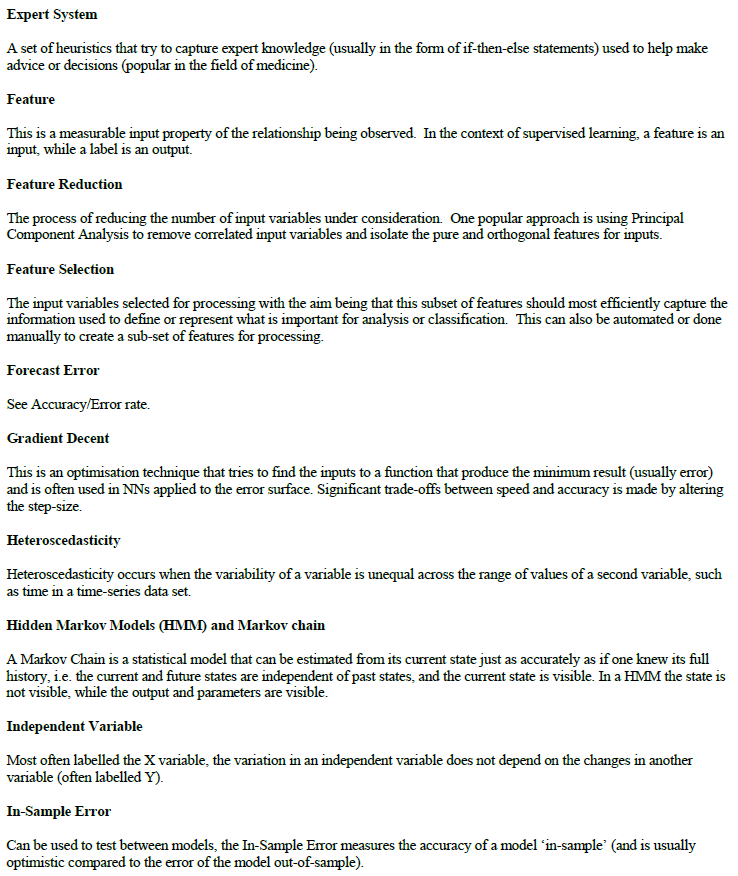 Expert System
A set of heuristics that try to capture expert knowledge (usually in the form of if-then-else statements) used to help make
advice or decisions (popular in the field of medicine).
Feature
This is a measurable input property of the relationship being observed.  In the context of supervised learning, a feature is an
input, while a label is an output.
Feature Reduction
The process of reducing the number of input variables under consideration.  One popular approach is using Principal
Component Analysis to remove correlated input variables and isolate the pure and orthogonal features for inputs.
Feature Selection
The input variables selected for processing with the aim being that this subset of features should most efficiently capture the
information used to define or represent what is important for analysis or classification.  This can also be automated or done
manually to create a sub-set of features for processing.
Forecast Error
See Accuracy/Error rate.
Gradient Decent
This is an optimisation technique that tries to find the inputs to a function that produce the minimum result (usually error)
and is often used in NNs applied to the error surface. Significant trade-offs between speed and accuracy is made by altering
the step-size.
Heteroscedasticity
Heteroscedasticity occurs when the variability of a variable is unequal across the range of values of a second variable, such
as time in a time-series data set.
Hidden Markov Models (HMM) and Markov chain
A Markov Chain is a statistical model that can be estimated from its current state just as accurately as if one knew its full
history, i.e. the current and future states are independent of past states, and the current state is visible. In a HMM the state is
not visible, while the output and parameters are visible.
Independent Variable
Most often labelled the X variable, the variation in an independent variable does not depend on the changes in another
variable (often labelled Y).
In-Sample Error
Can be used to test between models, the In-Sample Error measures the accuracy of a model ‘in-sample’ (and is usually
optimistic compared to the error of the model out-of-sample).